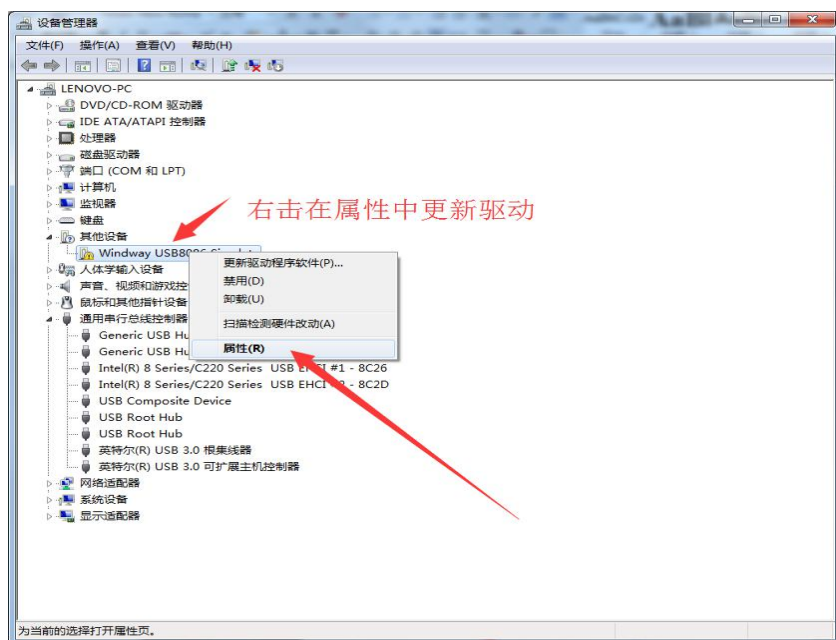 设备管理器
文件(F) 操作(A) 查看(V) 帮助(H)
LENOVO-PC
DVD/CD-ROM 驱动器
IDE ATA/ATAPI 控制器
处理器
磁盘驱动器
端口 (COM 和 LPT)
计算机
监视器
右击在属性中更新驱动
键盘
其他设备
Windway
更新驱动程序软件(P)...
禁用(D)
卸载(U)
扫描检测硬件改动(A)
属性(R)
人体学输入设备
声音、视频和游戏控
鼠标和其他指针设备
通用串行总线控制器
Generic USB Hu
Generic USB Hu
Intel(R) 8 Series/C220 Series USB EHCI #1 - 8C26
Intel(R) 8 Series/C220 Series USB EHCI - 8C2D
USB Composite Device
USB Root Hub
USB Root Hub
英特尔(R) USB 3.0 根集线器
英特尔(R) USB 3.0 可扩展主机控制器
网络适配器
系统设备
显示适配器
为当前的选择打开属性页。